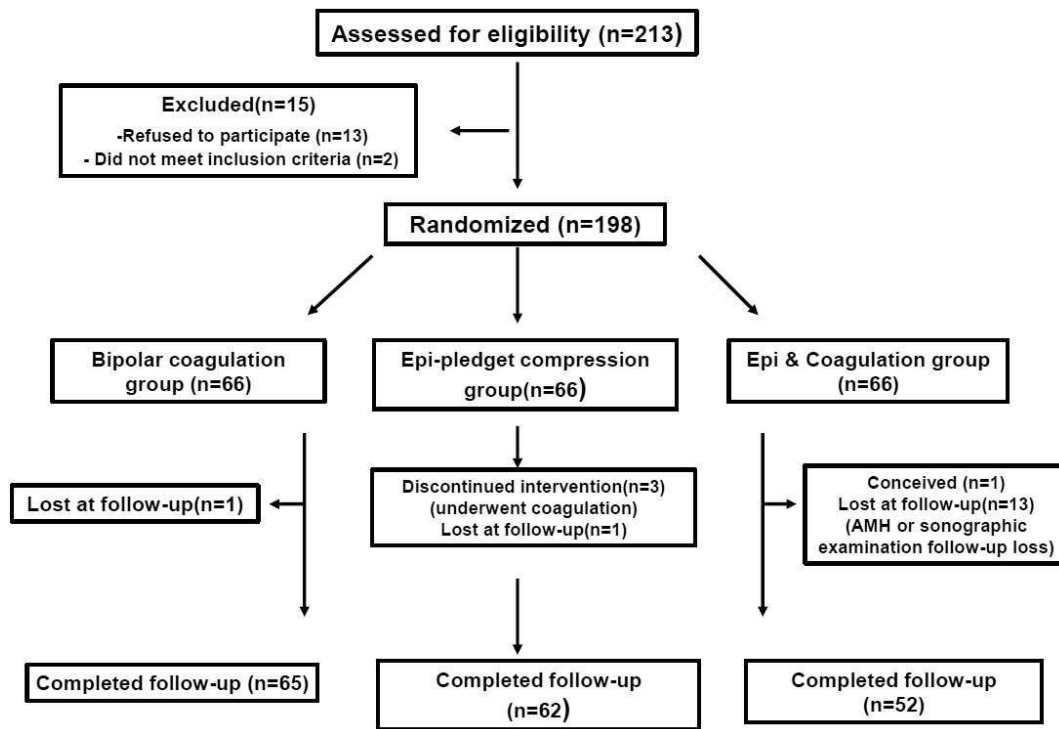 Assessed for eligibility (n=213)
Excluded(n=15)
-Refused to participate (n=13)
- Did not meet inclusion criteria (n=2)
Randomized (n=198)
Bipolar coagulation
group (n=66)
Epi-pledget compression
group(n=66)
Epi & Coagulation group
(n=66)
Lost at follow-up(n=1)
Discontinued intervention(n=3)
(underwent coagulation)
Lost at follow-up(n=1)
Conceived (n=1)
Lost at follow-up(n=13)
(AMH or sonographic
examination follow-up loss)
Completed follow-up (n=65)
Completed follow-up
(n=62)
Completed follow-up
(n=52)